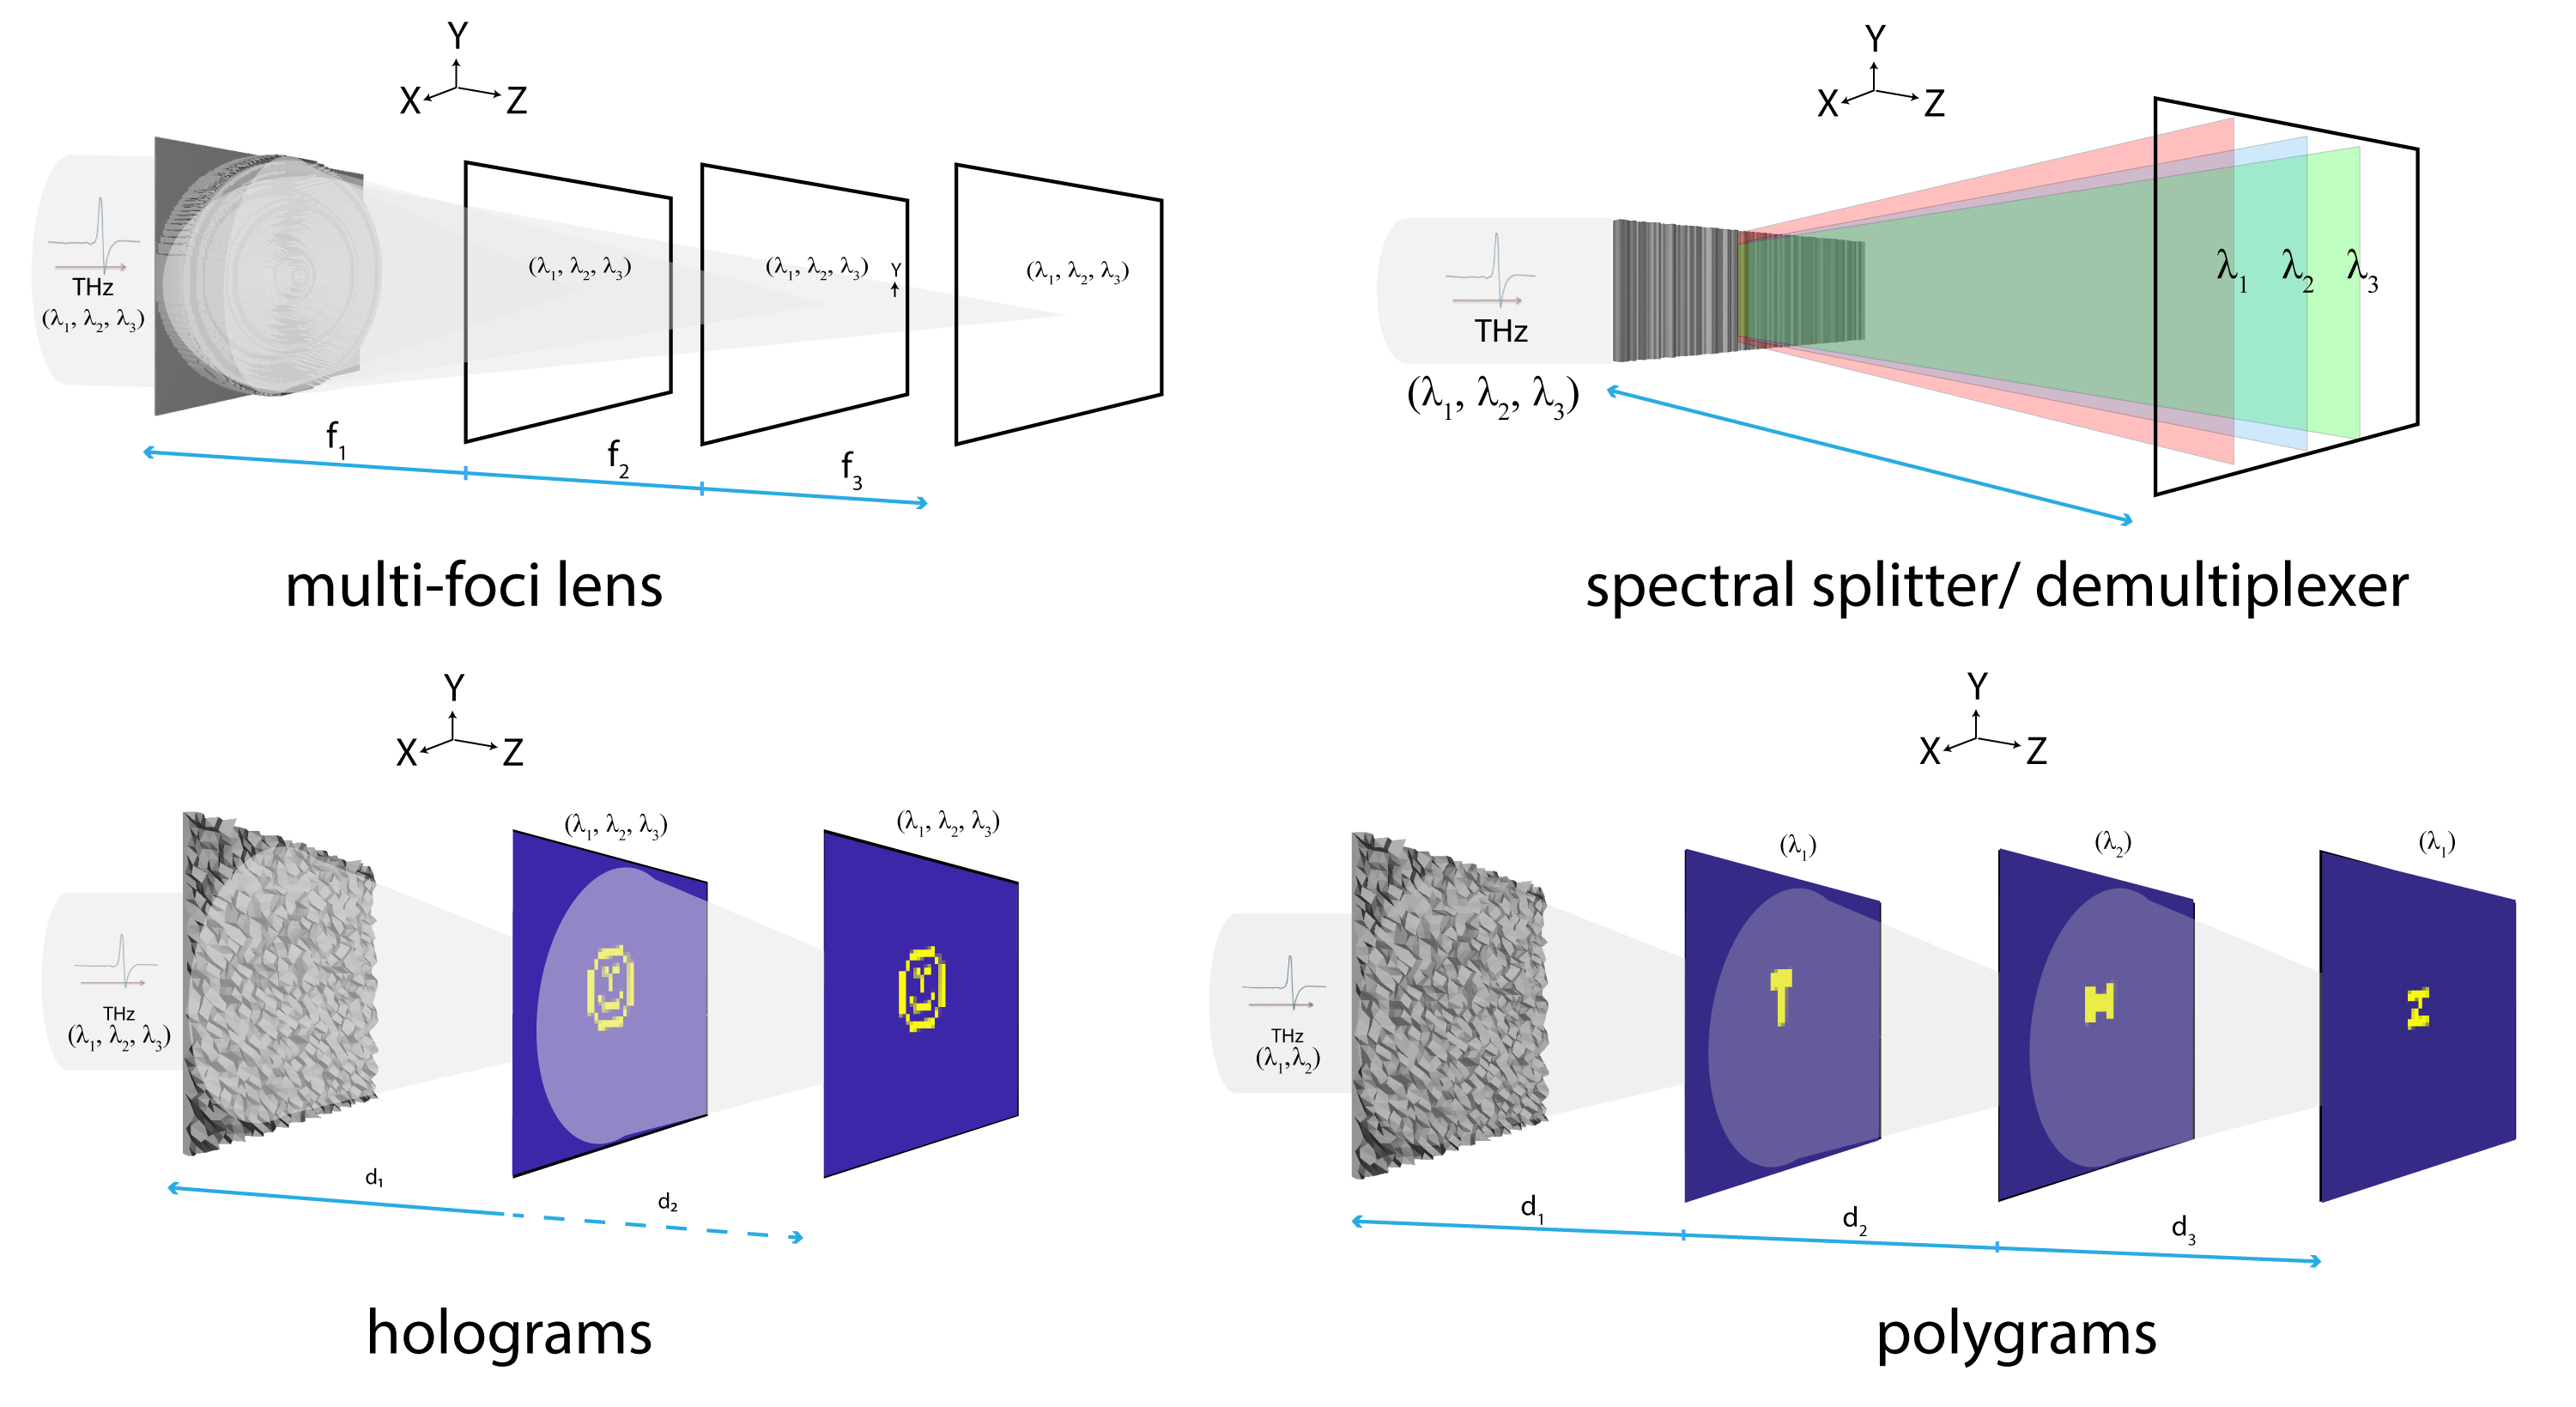 Y
X Z
THz
(λ1, λ2, λ3)
(λ1, λ2, λ3)
(λ1, λ2, λ3)
Y
(λ1, λ2, λ3)
f1
f2
f3
multi-foci lens
Y
X Z
THz
(λ1, λ2, λ3)
λ1
λ2
λ3
spectral splitter/ demultiplexer
Y
X Z
THz
(λ1, λ2, λ3)
(λ1, λ2, λ3)
(λ1, λ2, λ3)
d1
d2
holograms
Y
X Z
THz
(λ1,λ2)
(λ1)
(λ2)
(λ1)
T
H
Z
d1
d2
d3
polygrams